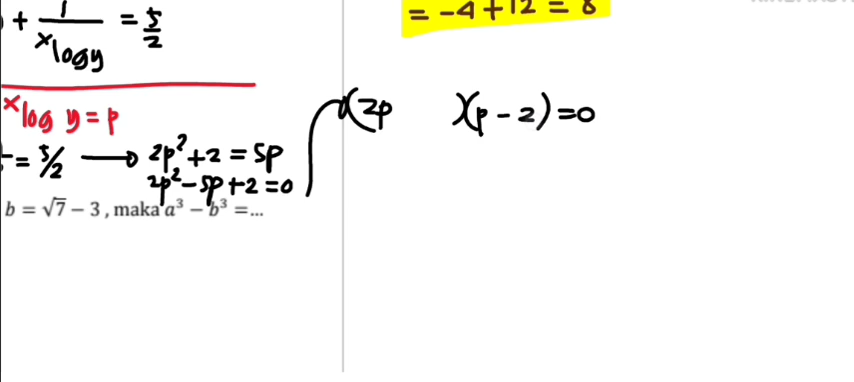 + 1/ˣlog y = 5/2
= -4 + 12 = 8
ˣlog y = p
= 5/2 → 2p² + 2 = 5p
2p² - 5p + 2 = 0
(2p )(p - 2) = 0
b = √7 − 3 , maka a³ − b³ =...